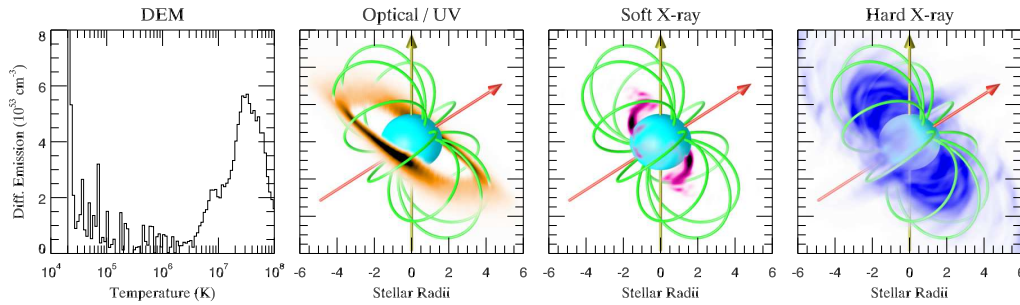 DEM
Optical / UV
Soft X-ray
Hard X-ray
Diff. Emission (10^53 cm^-3)
8
6
4
2
0
10^4 10^5 10^6 10^7 10^8
-6 -4 -2 0 2 4 6
-6 -4 -2 0 2 4 6
-6 -4 -2 0 2 4 6
Temperature (K)
Stellar Radii
Stellar Radii
Stellar Radii